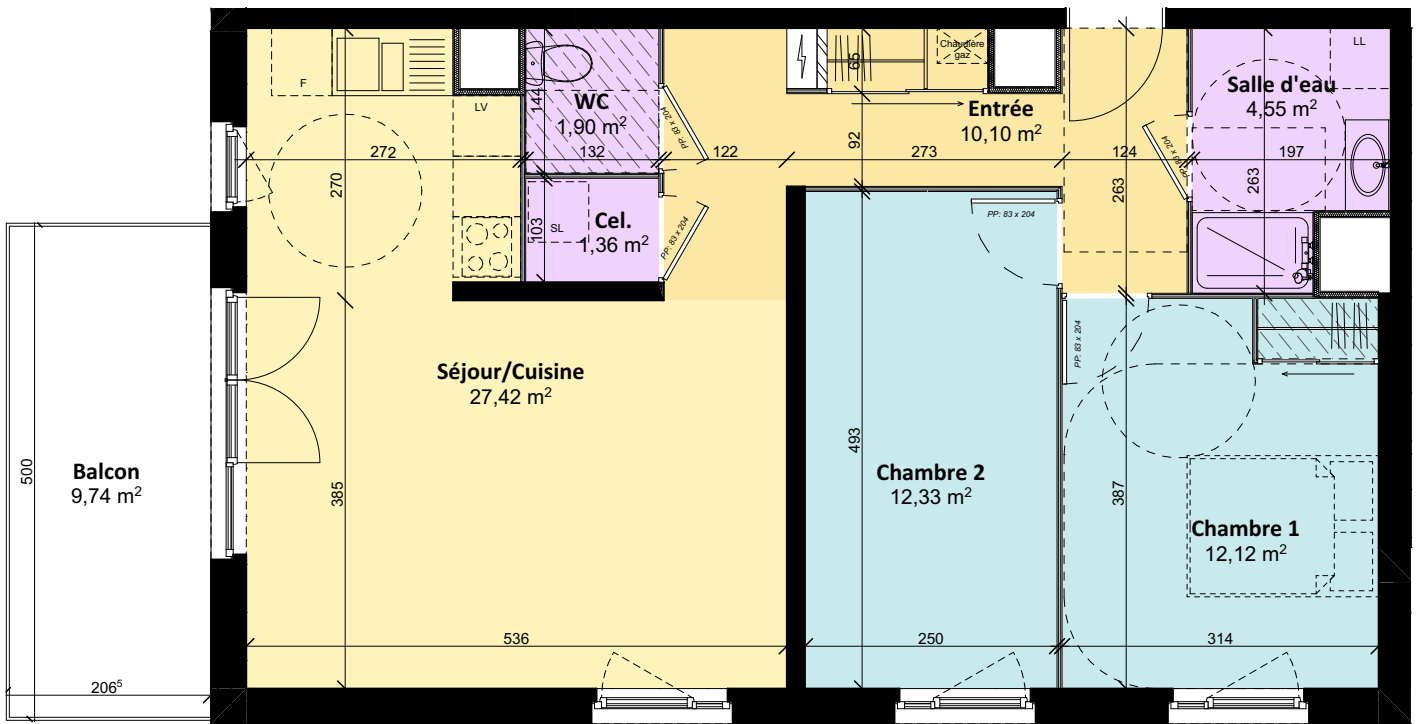 F
LV
144
WC
1,90 m²
PP: 83 x 204
65
Chaudière
gaz
Entrée
10,10 m²
LL
Salle d'eau
4,55 m²
PP: 83 x 204
272
132
122
92
273
124
197
270
263
263
103
SL
Cel.
1,36 m²
PP: 83 x 204
PP: 83 x 204
PP: 83 x 204
Séjour/Cuisine
27,42 m²
493
385
387
500
Balcon
9,74 m²
Chambre 2
12,33 m²
Chambre 1
12,12 m²
536
250
314
206⁵